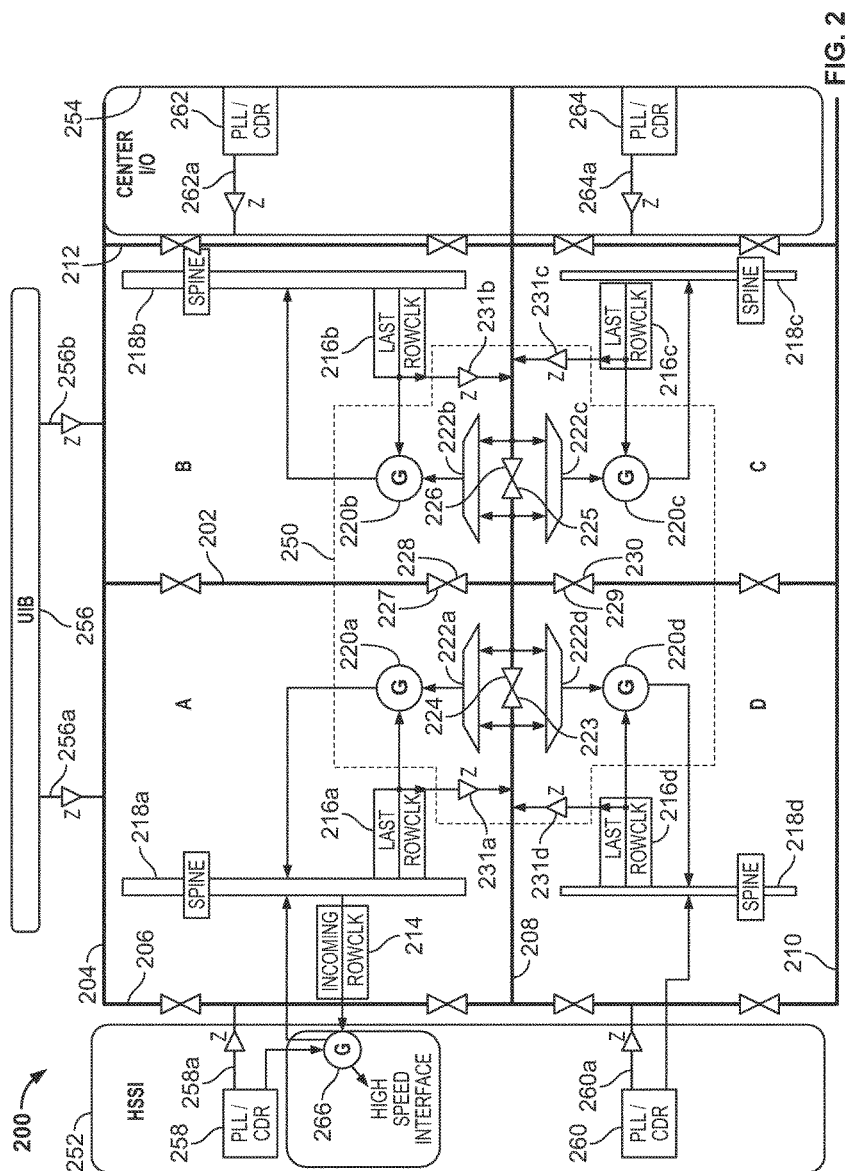 200
252
204
206
256a
UIB
256
256b
212
254
HSSI
218a
Z
202
Z
218b
CENTER
I/O
262
PLL/
CDR
SPINE
A
B
SPINE
262a
Z
258a
Z
258
PLL/
CDR
266
G
HIGH
SPEED
INTERFACE
INCOMING
ROWCLK
214
216a
LAST
ROWCLK
250
220a
G
227
228
220b
G
216b
LAST
ROWCLK
231a
Z
222a
224
222b
226
Z
231b
208
223
225
231c
231d
Z
222d
222c
Z
260a
Z
260
PLL/
CDR
LAST
ROWCLK
216d
G
220d
229
230
G
220c
LAST
ROWCLK
216c
264a
Z
264
PLL/
CDR
SPINE
218d
D
C
SPINE
218c
210
FIG. 2